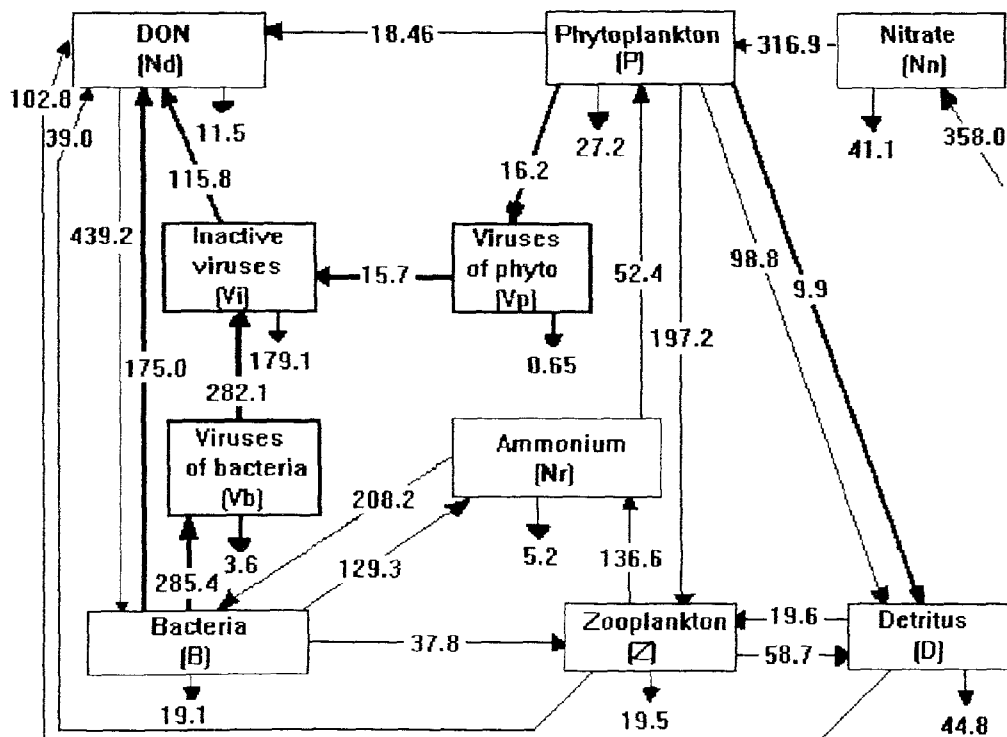 DON
(Nd)
18.46
Phytoplankton
(P)
316.9
Nitrate
(Nn)
102.8
39.0
11.5
27.2
41.1
358.0
115.8
16.2
439.2
Inactive
viruses
(Vi)
15.7
Viruses
of phyto
(Vp)
52.4
98.8
9.9
175.0
179.1
0.65
197.2
282.1
Viruses
of bacteria
(Vb)
Ammonium
(Nr)
208.2
285.4
3.6
129.3
5.2
136.6
Bacteria
(B)
37.8
Zooplankton
(Z)
19.6
58.7
Detritus
(D)
19.1
19.5
44.8